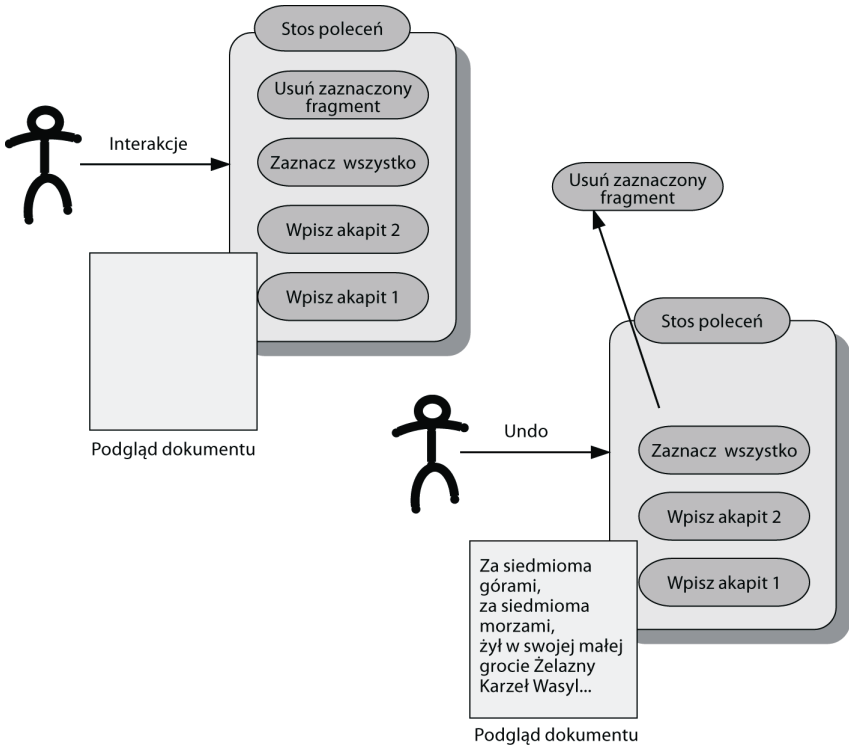 Stos poleceń
Usuń zaznaczony
fragment
Interakcje
Zaznacz wszystko
Wpisz akapit 2
Wpisz akapit 1
Podgląd dokumentu
Usuń zaznaczony
fragment
Stos poleceń
Undo
Zaznacz wszystko
Wpisz akapit 2
Wpisz akapit 1
Za siedmioma
górami,
za siedmioma
morzami,
żył w swojej małej
grocie Żelazny
Karzeł Wasyl...
Podgląd dokumentu